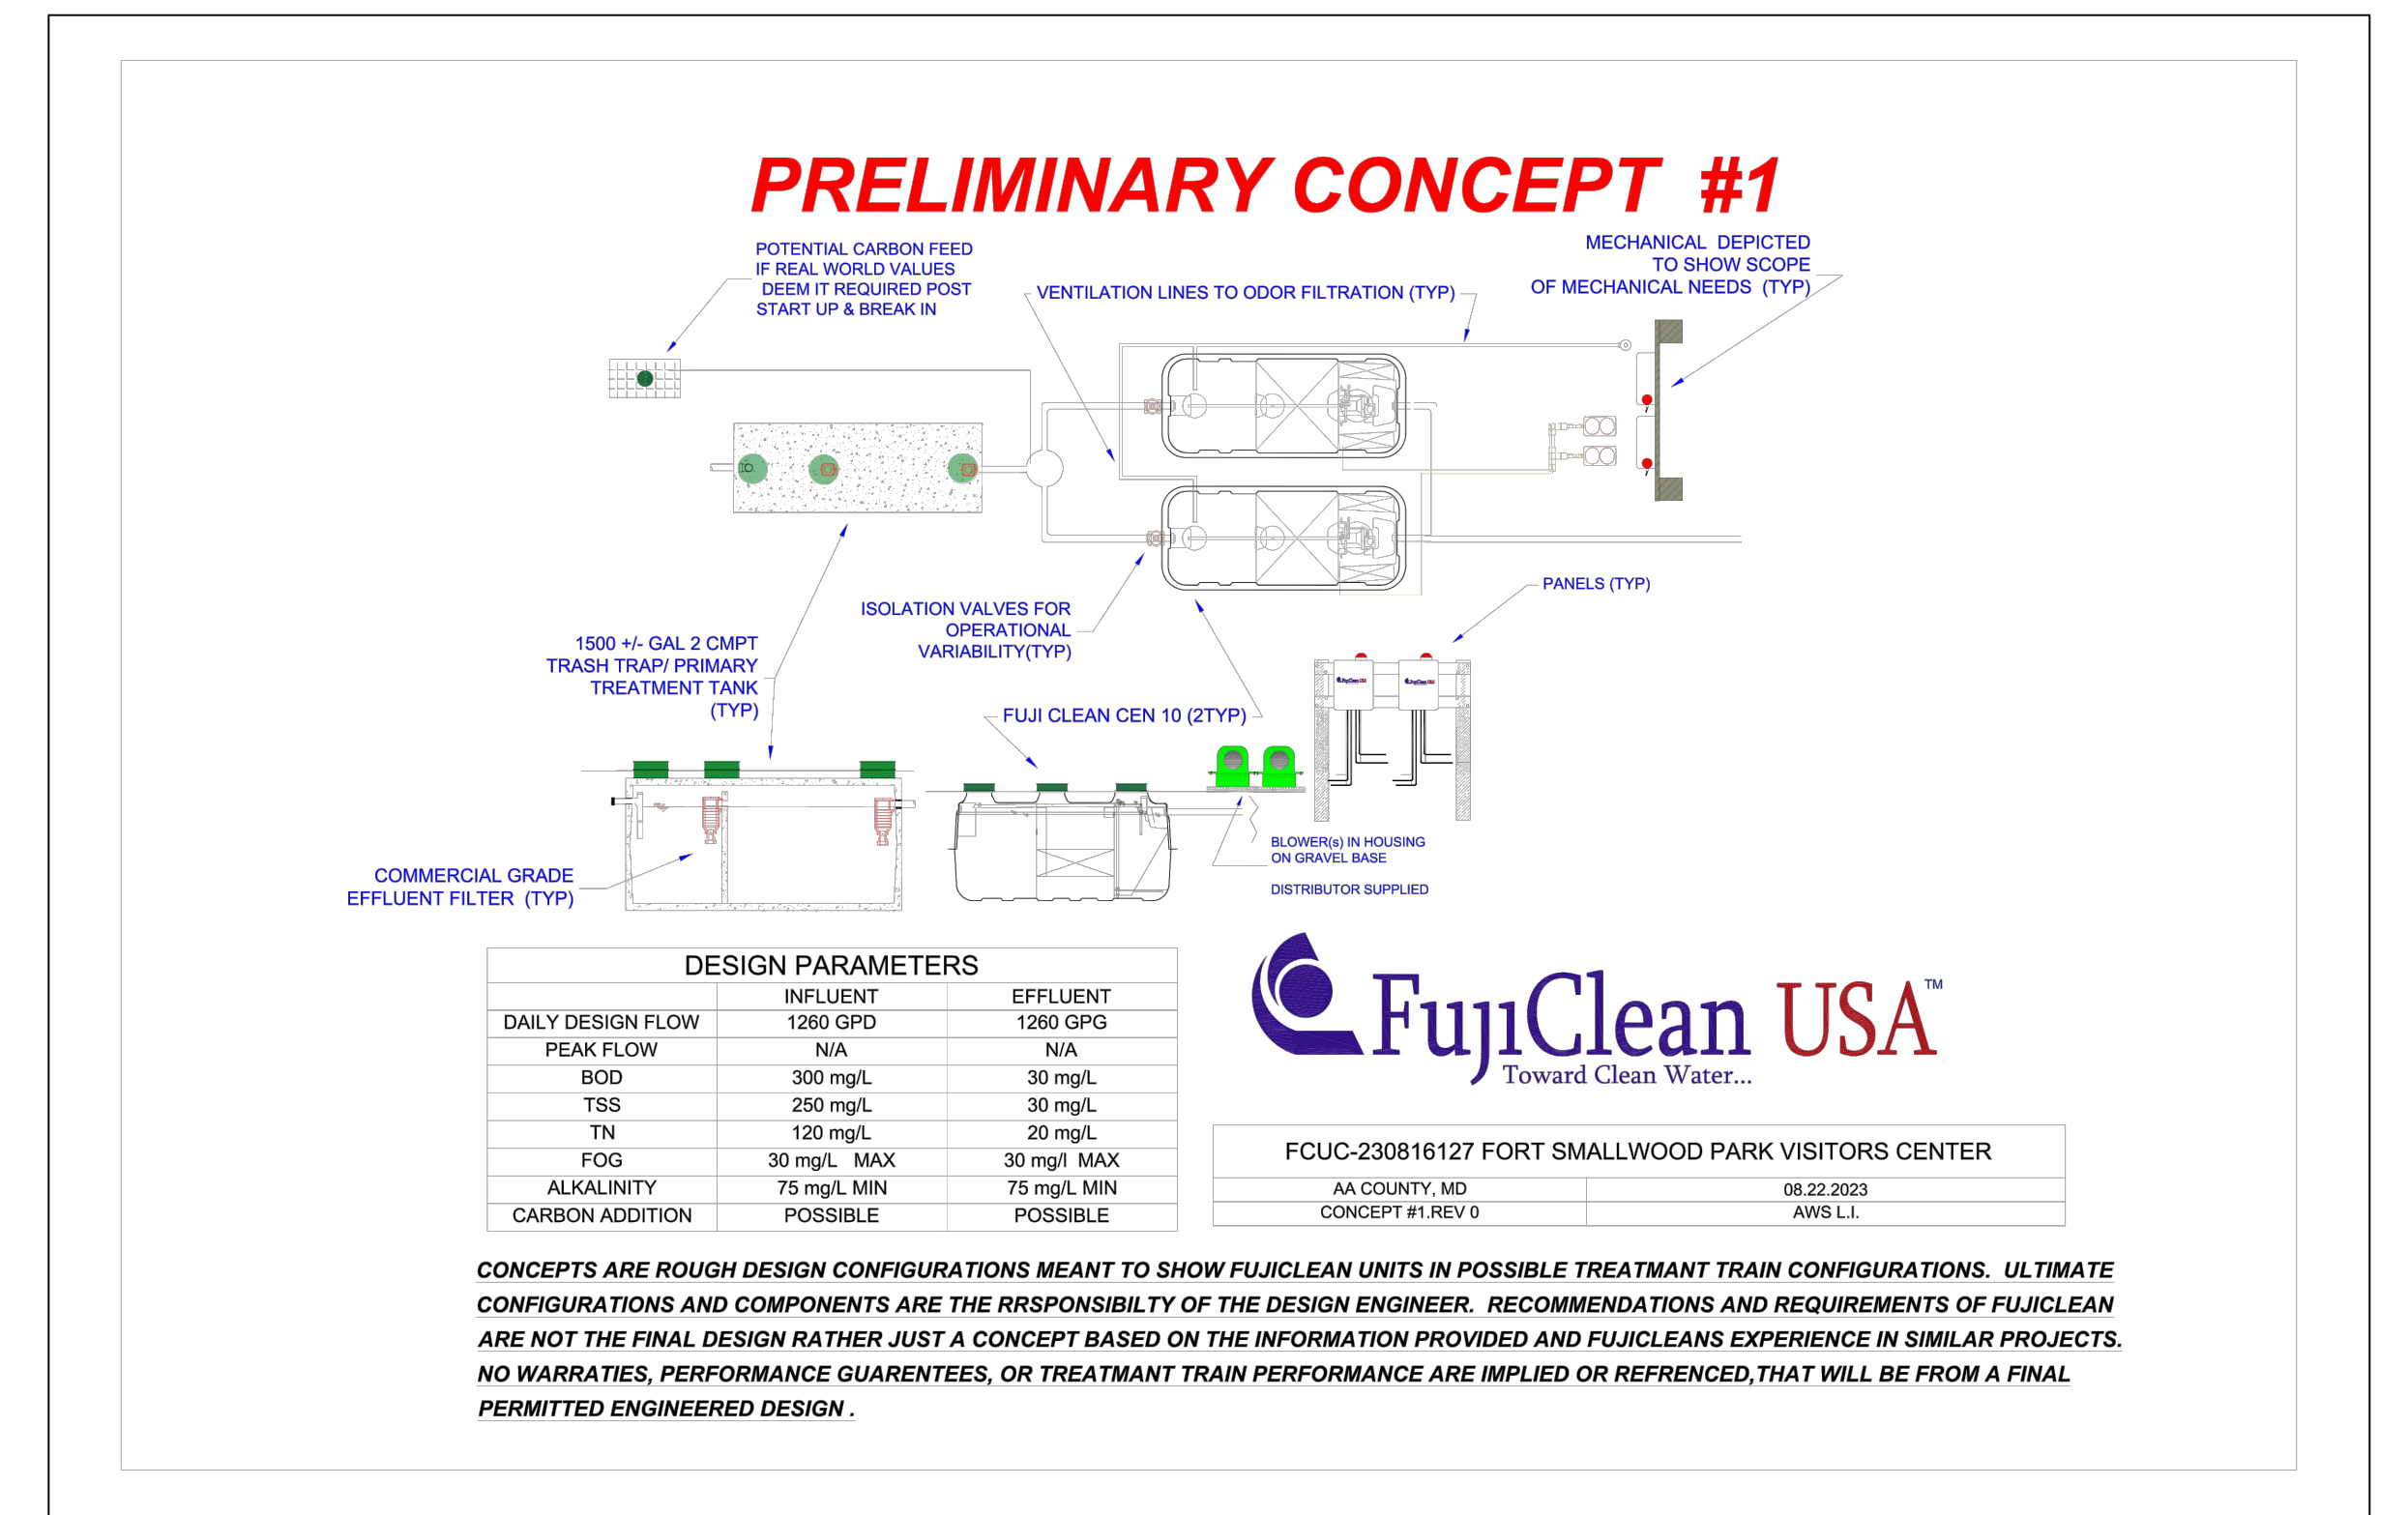 PRELIMINARY CONCEPT #1
POTENTIAL CARBON FEED
IF REAL WORLD VALUES
DEEM IT REQUIRED POST
START UP & BREAK IN
VENTILATION LINES TO ODOR FILTRATION (TYP)
MECHANICAL DEPICTED
TO SHOW SCOPE
OF MECHANICAL NEEDS (TYP)
ISOLATION VALVES FOR
OPERATIONAL
VARIABILITY(TYP)
PANELS (TYP)
1500 +/- GAL 2 CMPT
TRASH TRAP/ PRIMARY
TREATMENT TANK
(TYP)
FUJI CLEAN CEN 10 (2TYP)
FujiClean USA
FujiClean USA
COMMERCIAL GRADE
EFFLUENT FILTER (TYP)
BLOWER(s) IN HOUSING
ON GRAVEL BASE
DISTRIBUTOR SUPPLIED
DESIGN PARAMETERS
INFLUENT EFFLUENT
DAILY DESIGN FLOW 1260 GPD 1260 GPG
PEAK FLOW N/A N/A
BOD 300 mg/L 30 mg/L
TSS 250 mg/L 30 mg/L
TN 120 mg/L 20 mg/L
FOG 30 mg/L MAX 30 mg/l MAX
ALKALINITY 75 mg/L MIN 75 mg/L MIN
CARBON ADDITION POSSIBLE POSSIBLE
FujiClean USA™
Toward Clean Water...
FCUC-230816127 FORT SMALLWOOD PARK VISITORS CENTER
AA COUNTY, MD 08.22.2023
CONCEPT #1.REV 0 AWS L.I.
CONCEPTS ARE ROUGH DESIGN CONFIGURATIONS MEANT TO SHOW FUJICLEAN UNITS IN POSSIBLE TREATMANT TRAIN CONFIGURATIONS. ULTIMATE
CONFIGURATIONS AND COMPONENTS ARE THE RRSPONSIBILTY OF THE DESIGN ENGINEER. RECOMMENDATIONS AND REQUIREMENTS OF FUJICLEAN
ARE NOT THE FINAL DESIGN RATHER JUST A CONCEPT BASED ON THE INFORMATION PROVIDED AND FUJICLEANS EXPERIENCE IN SIMILAR PROJECTS.
NO WARRATIES, PERFORMANCE GUARENTEES, OR TREATMANT TRAIN PERFORMANCE ARE IMPLIED OR REFRENCED,THAT WILL BE FROM A FINAL
PERMITTED ENGINEERED DESIGN .